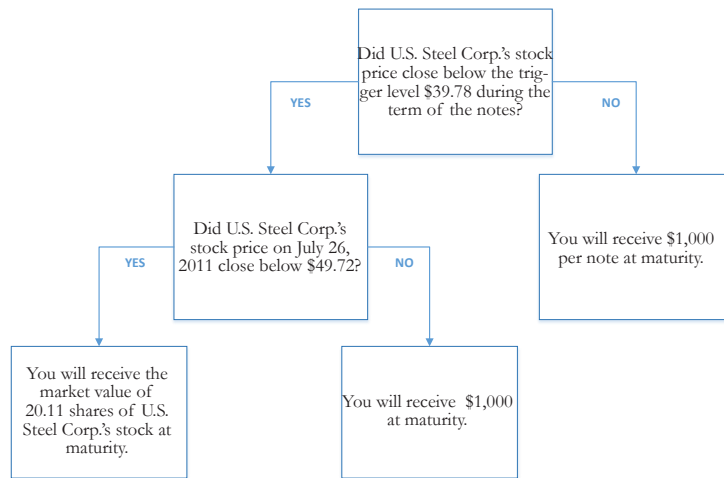 Did U.S. Steel Corp.'s stock
price close below the trig-
ger level $39.78 during the
term of the notes?
YES
NO
Did U.S. Steel Corp.'s
stock price on July 26,
2011 close below $49.72?
You will receive $1,000
per note at maturity.
YES
NO
You will receive the
market value of
20.11 shares of U.S.
Steel Corp.'s stock at
maturity.
You will receive $1,000
at maturity.